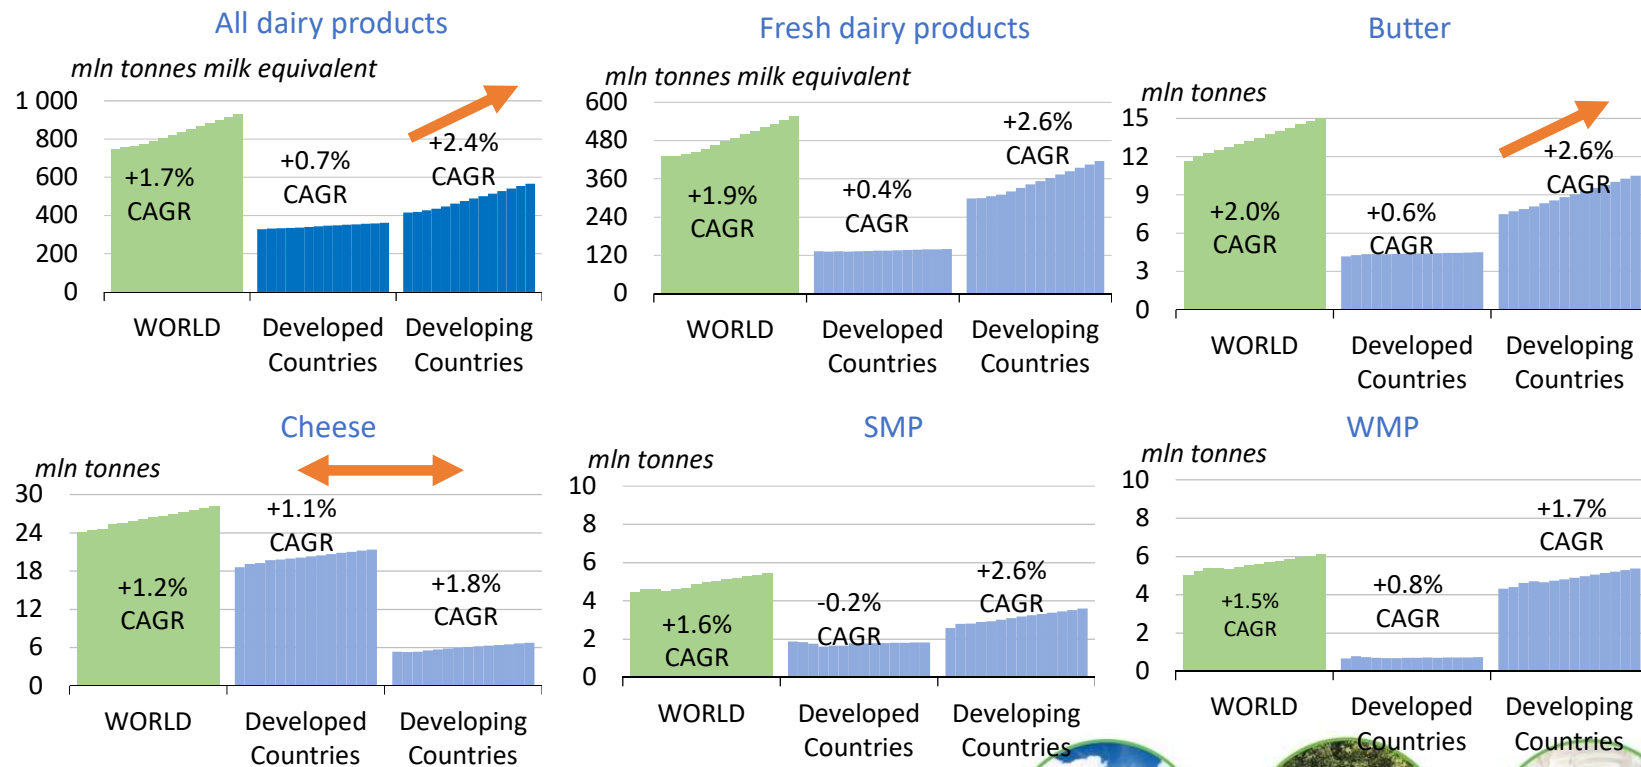 All dairy products
mln tonnes milk equivalent
1 000
800
600
400
200
0
+1.7%
CAGR
+0.7%
CAGR
+2.4%
CAGR
WORLD
Developed
Countries
Developing
Countries
Fresh dairy products
mln tonnes milk equivalent
600
480
360
240
120
0
+1.9%
CAGR
+0.4%
CAGR
+2.6%
CAGR
WORLD
Developed
Countries
Developing
Countries
Butter
mln tonnes
15
12
9
6
3
0
+2.0%
CAGR
+0.6%
CAGR
+2.6%
CAGR
WORLD
Developed
Countries
Developing
Countries
Cheese
mln tonnes
30
24
18
12
6
0
+1.2%
CAGR
+1.1%
CAGR
+1.8%
CAGR
WORLD
Developed
Countries
Developing
Countries
SMP
mln tonnes
10
8
6
4
2
0
+1.6%
CAGR
-0.2%
CAGR
+2.6%
CAGR
WORLD
Developed
Countries
Developing
Countries
WMP
mln tonnes
10
8
6
4
2
0
+1.5%
CAGR
+0.8%
CAGR
+1.7%
CAGR
WORLD
Developed
Countries
Developing
Countries